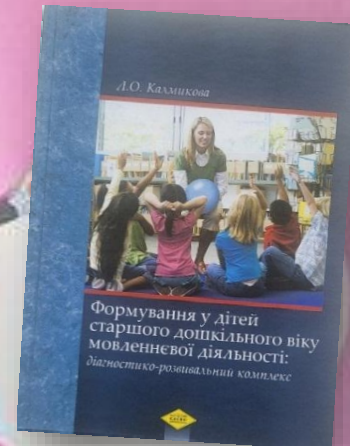 Л.О. Калмикова
Формування у дітей
старшого дошкільного віку
мовленнєвої діяльності:
діагностико-розвивальний комплекс